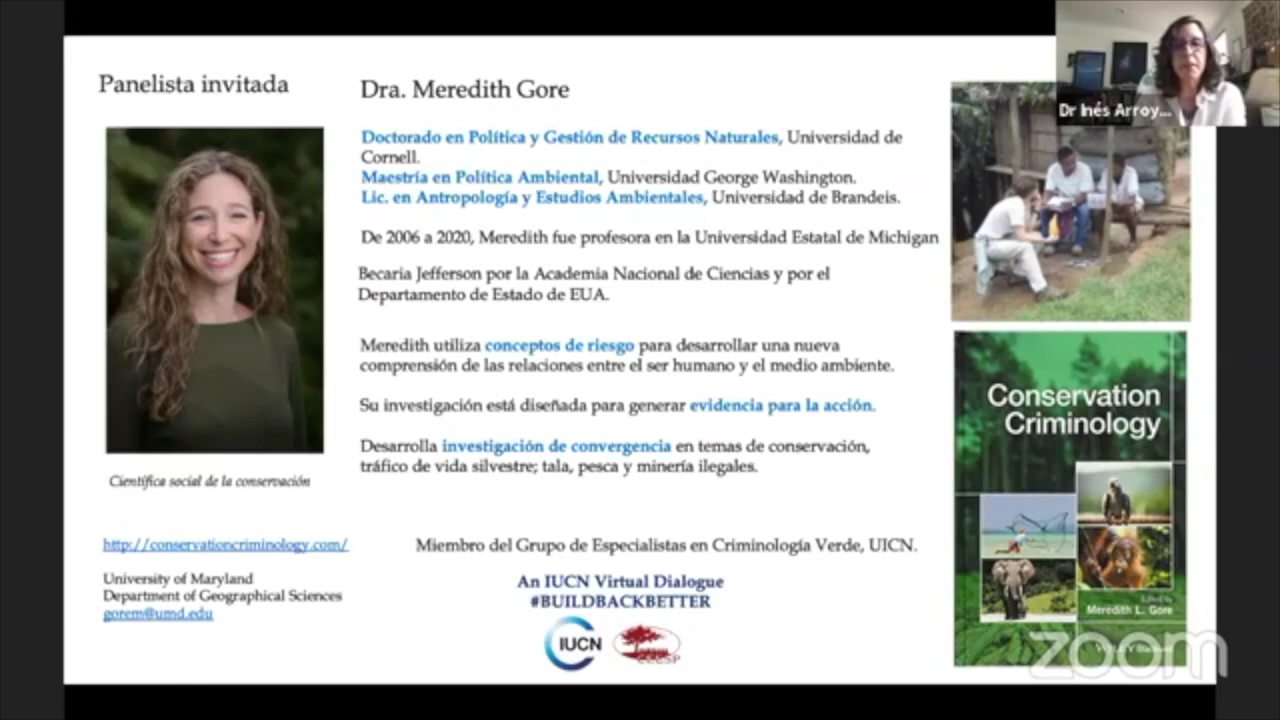 Panelista invitada
Dra. Meredith Gore
Doctorado en Política y Gestión de Recursos Naturales, Universidad de
Cornell.
Maestría en Política Ambiental, Universidad George Washington.
Lic. en Antropología y Estudios Ambientales, Universidad de Brandeis.
De 2006 a 2020, Meredith fue profesora en la Universidad Estatal de Michigan
Becaria Jefferson por la Academia Nacional de Ciencias y por el
Departamento de Estado de EUA.
Meredith utiliza conceptos de riesgo para desarrollar una nueva
comprensión de las relaciones entre el ser humano y el medio ambiente.
Su investigación está diseñada para generar evidencia para la acción.
Desarrolla investigación de convergencia en temas de conservación,
tráfico de vida silvestre; tala, pesca y minería ilegales.
Científica social de la conservación
http://conservationcriminology.com/
University of Maryland
Department of Geographical Sciences
gorem@umd.edu
Miembro del Grupo de Especialistas en Criminología Verde, UICN.
An IUCN Virtual Dialogue
#BUILDBACKBETTER
IUCN
Dr Inés Arroy...
Conservation
Criminology
Edited by
Meredith L. Gore
zoom